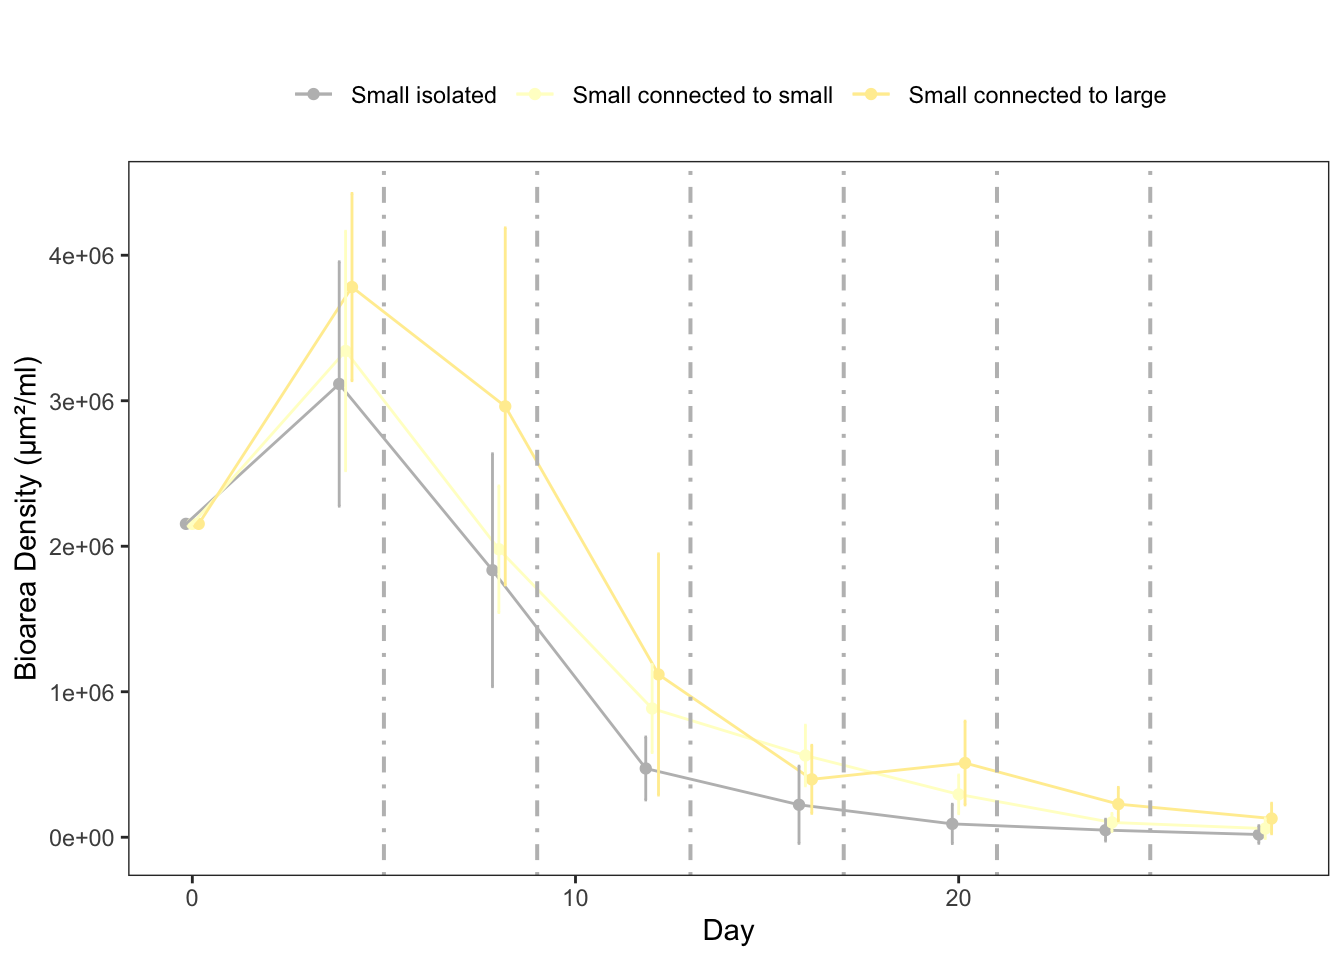 Small isolated Small connected to small Small connected to large
Bioarea Density (µm²/ml)
4e+06
3e+06
2e+06
1e+06
0e+00
0 10 20
Day